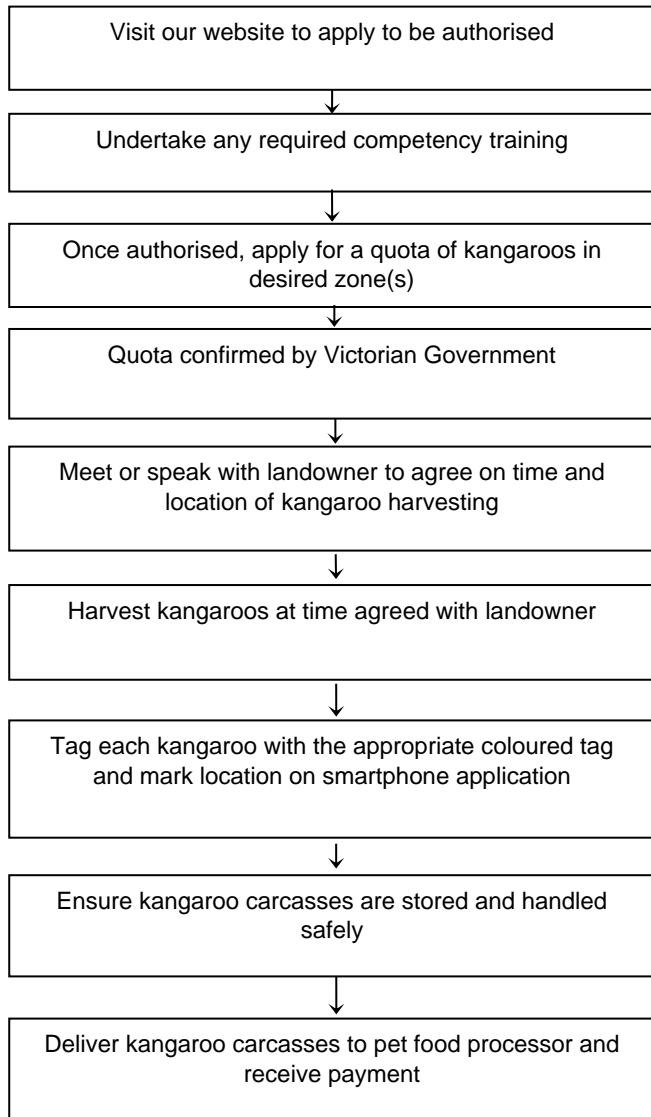 Visit our website to apply to be authorised
Undertake any required competency training
Once authorised, apply for a quota of kangaroos in
desired zone(s)
Quota confirmed by Victorian Government
Meet or speak with landowner to agree on time and
location of kangaroo harvesting
Harvest kangaroos at time agreed with landowner
Tag each kangaroo with the appropriate coloured tag
and mark location on smartphone application
Ensure kangaroo carcasses are stored and handled
safely
Deliver kangaroo carcasses to pet food processor and
receive payment